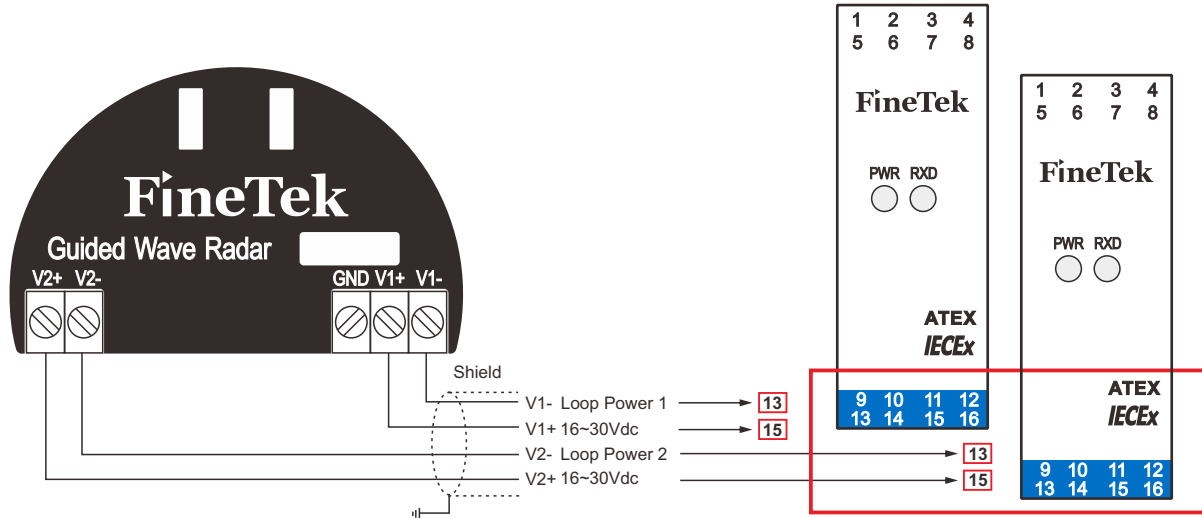 FineTek
Guided Wave Radar
V2+ V2-
GND V1+ V1-
Shield
V1- Loop Power 1
13
V1+ 16~30Vdc
15
V2- Loop Power 2
13
V2+ 16~30Vdc
15
1 2 3 4
5 6 7 8
FineTek
PWR RXD
ATEX
IECEx
9 10 11 12
13 14 15 16
1 2 3 4
5 6 7 8
FineTek
PWR RXD
ATEX
IECEx
9 10 11 12
13 14 15 16